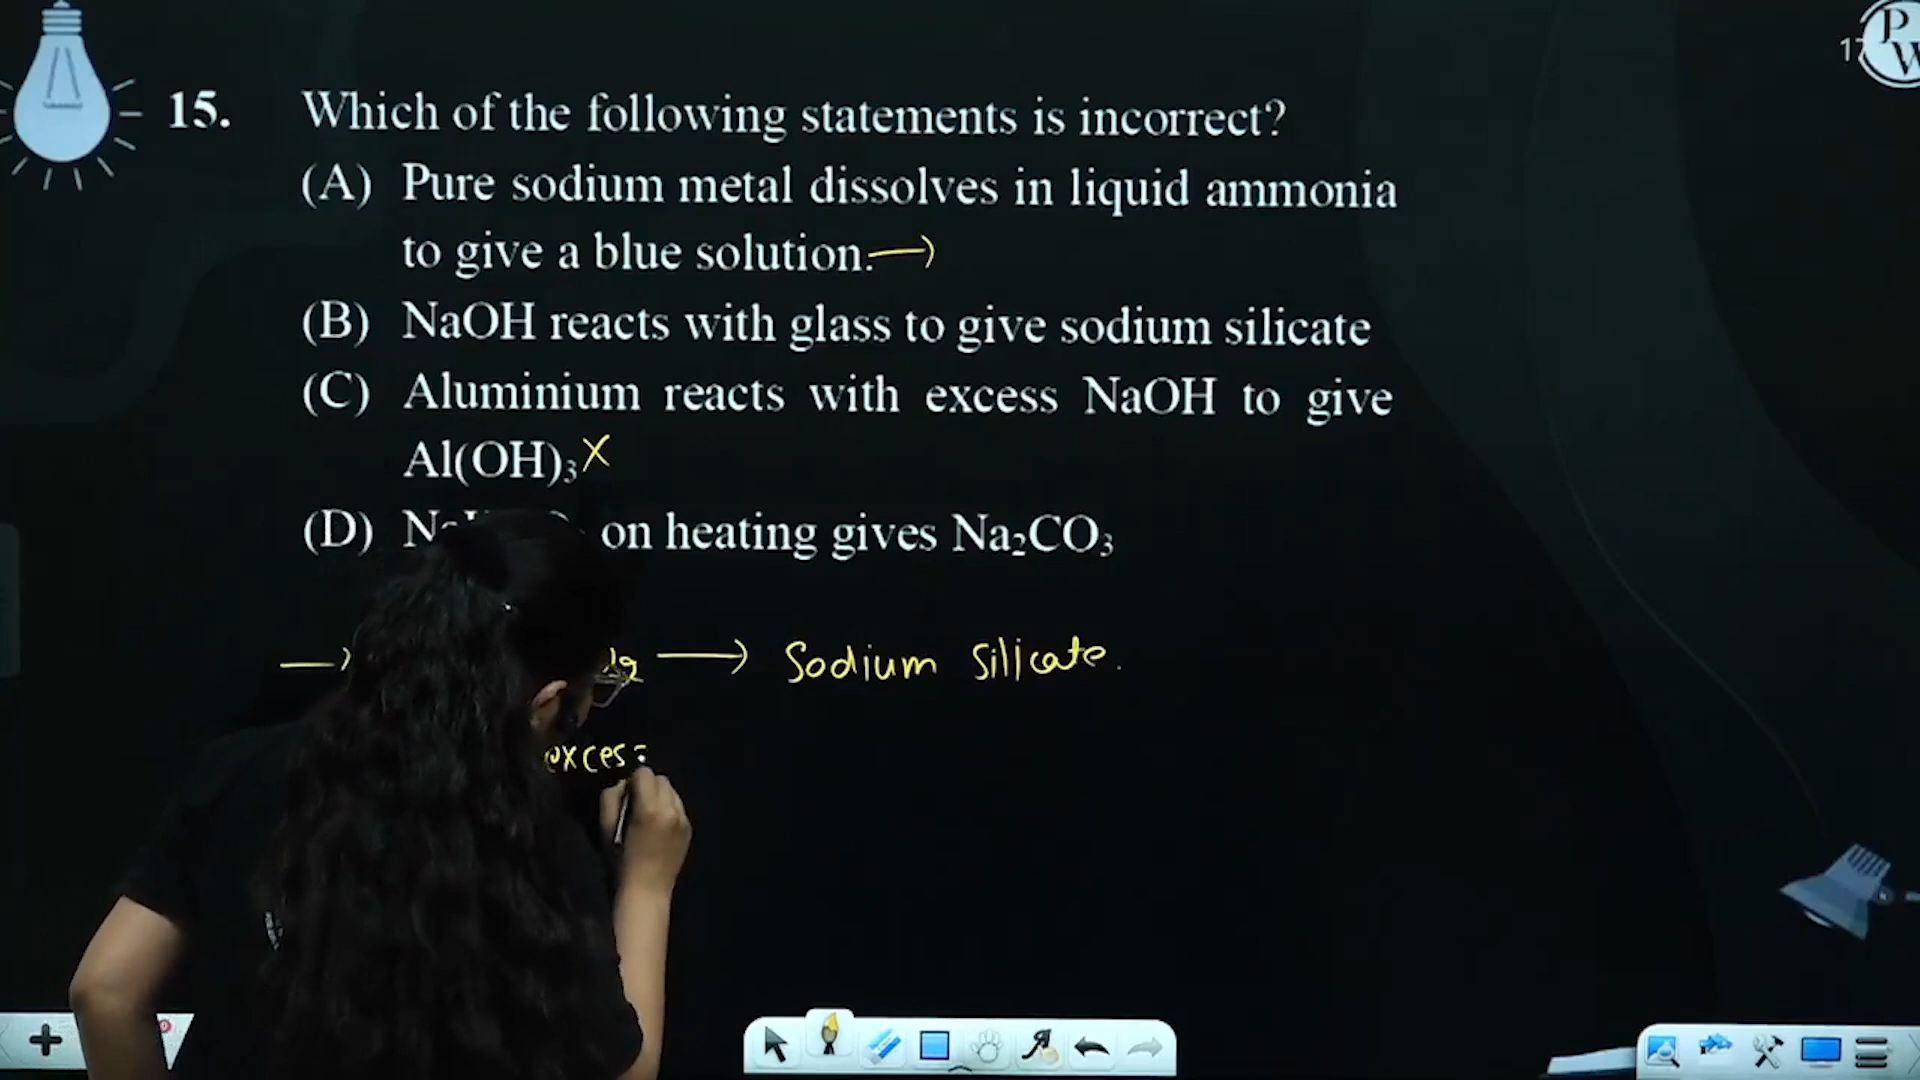 PW
17
15. Which of the following statements is incorrect?
(A) Pure sodium metal dissolves in liquid ammonia
to give a blue solution. →
(B) NaOH reacts with glass to give sodium silicate
(C) Aluminium reacts with excess NaOH to give
Al(OH)₃ X
(D) on heating gives Na₂CO₃
→ → Sodium Silicate.